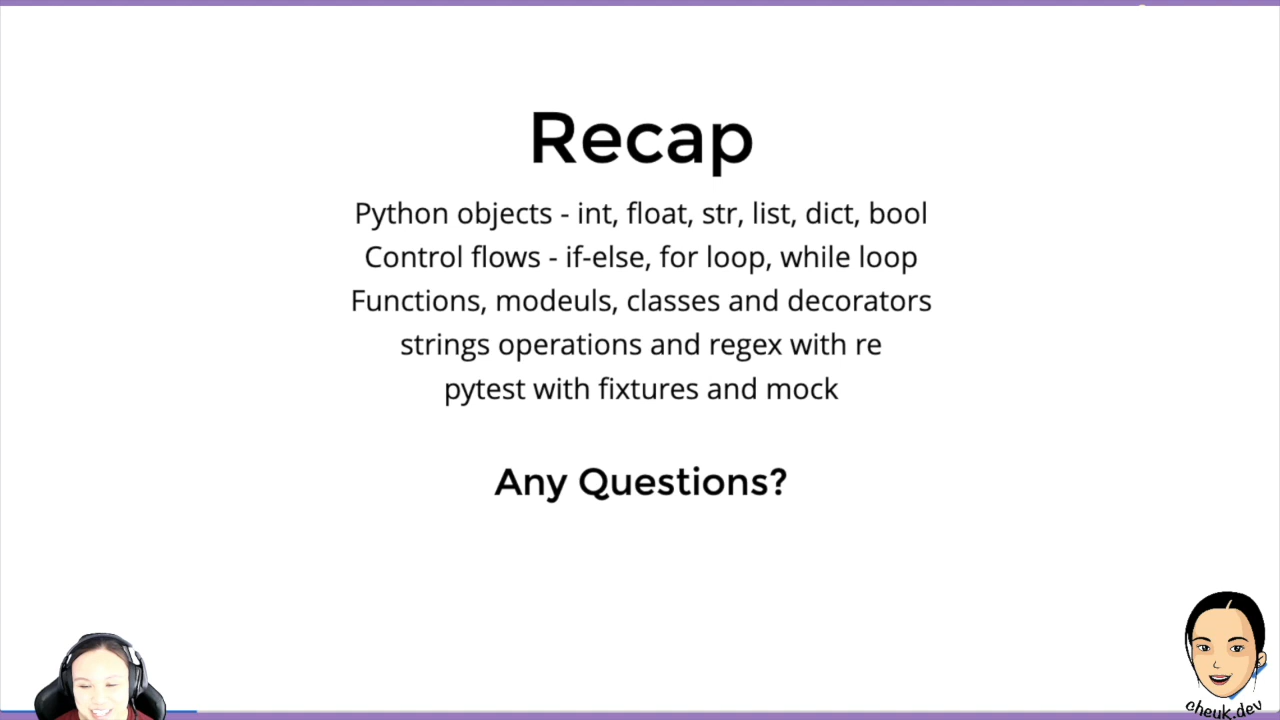 Recap
Python objects - int, float, str, list, dict, bool
Control flows - if-else, for loop, while loop
Functions, modeuls, classes and decorators
strings operations and regex with re
pytest with fixtures and mock
Any Questions?
cheuk.dev